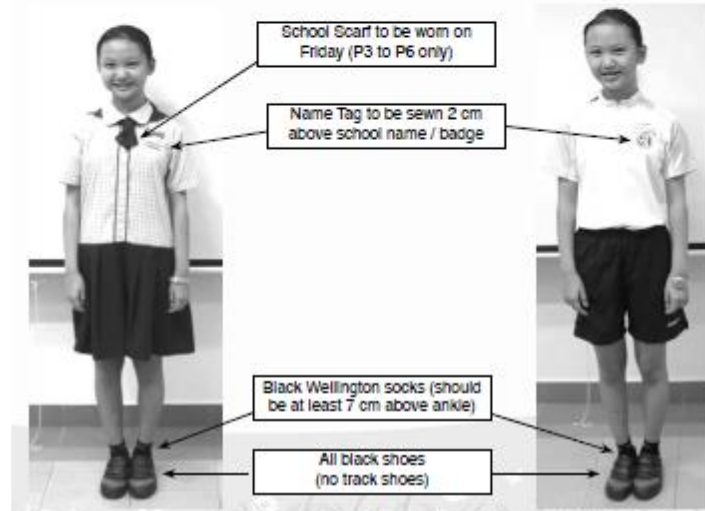 School Scarf to be worn on
Friday (P3 to P6 only)
Name Tag to be sewn 2 cm
above school name / badge
Black Wellington socks (should
be at least 7 cm above ankle)
All black shoes
(no track shoes)